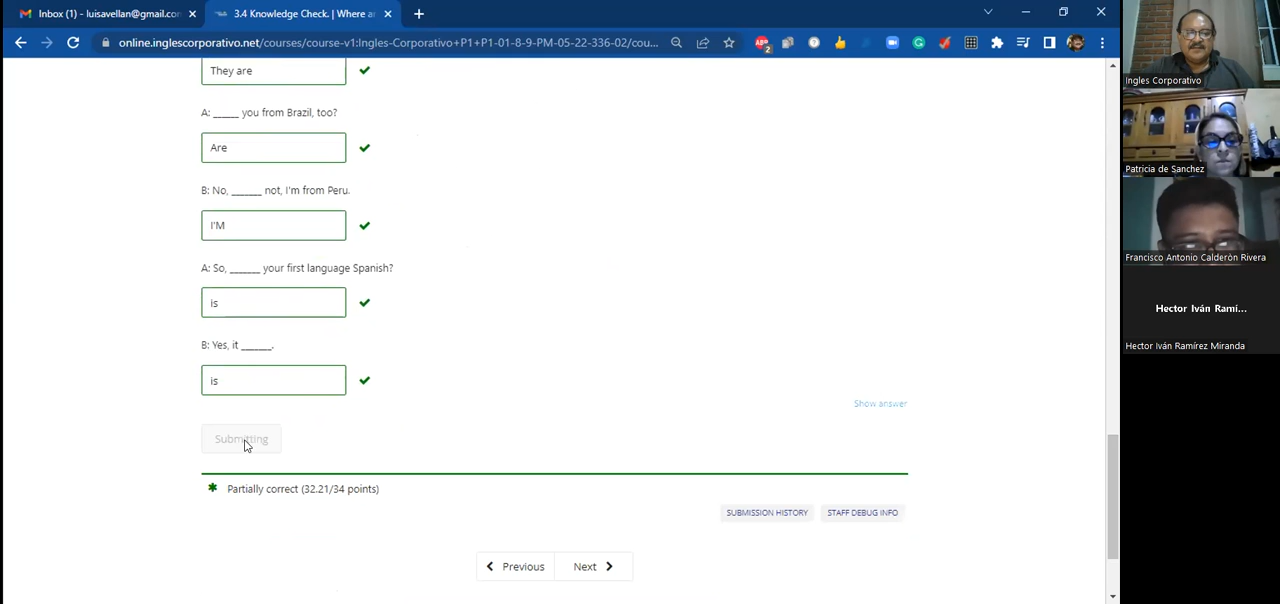 Inbox (1) - luisavellan@gmail.com
3.4 Knowledge Check. | Where ar
online.inglescorporativo.net/courses/course-v1:Ingles-Corporativo+P1+P1-01-8-9-PM-05-22-336-02/cou...
ABP
2
They are
A: _____ you from Brazil, too?
Are
B: No, ______ not, I'm from Peru.
I'M
A: So, ______ your first language Spanish?
is
B: Yes, it ______.
is
Show answer
Submitting
Partially correct (32.21/34 points)
SUBMISSION HISTORY
STAFF DEBUG INFO
Previous
Next
Ingles Corporativo
Patricia de Sanchez
Francisco Antonio Calderón Rivera
Hector Iván Ramí...
Hector Iván Ramírez Miranda